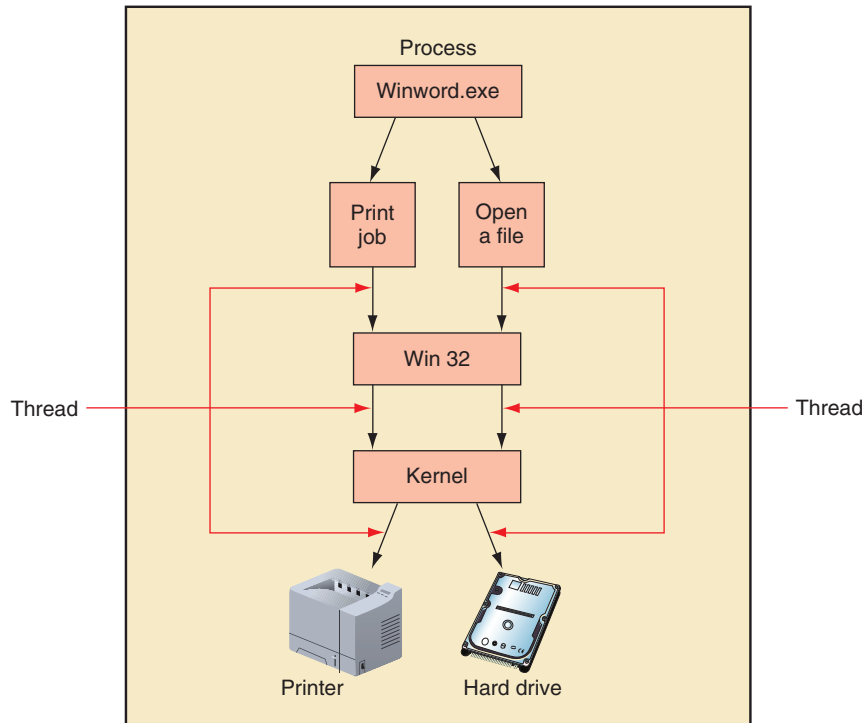 Process
Winword.exe
Print
job
Open
a file
Win 32
Thread
Thread
Kernel
Printer
Hard drive